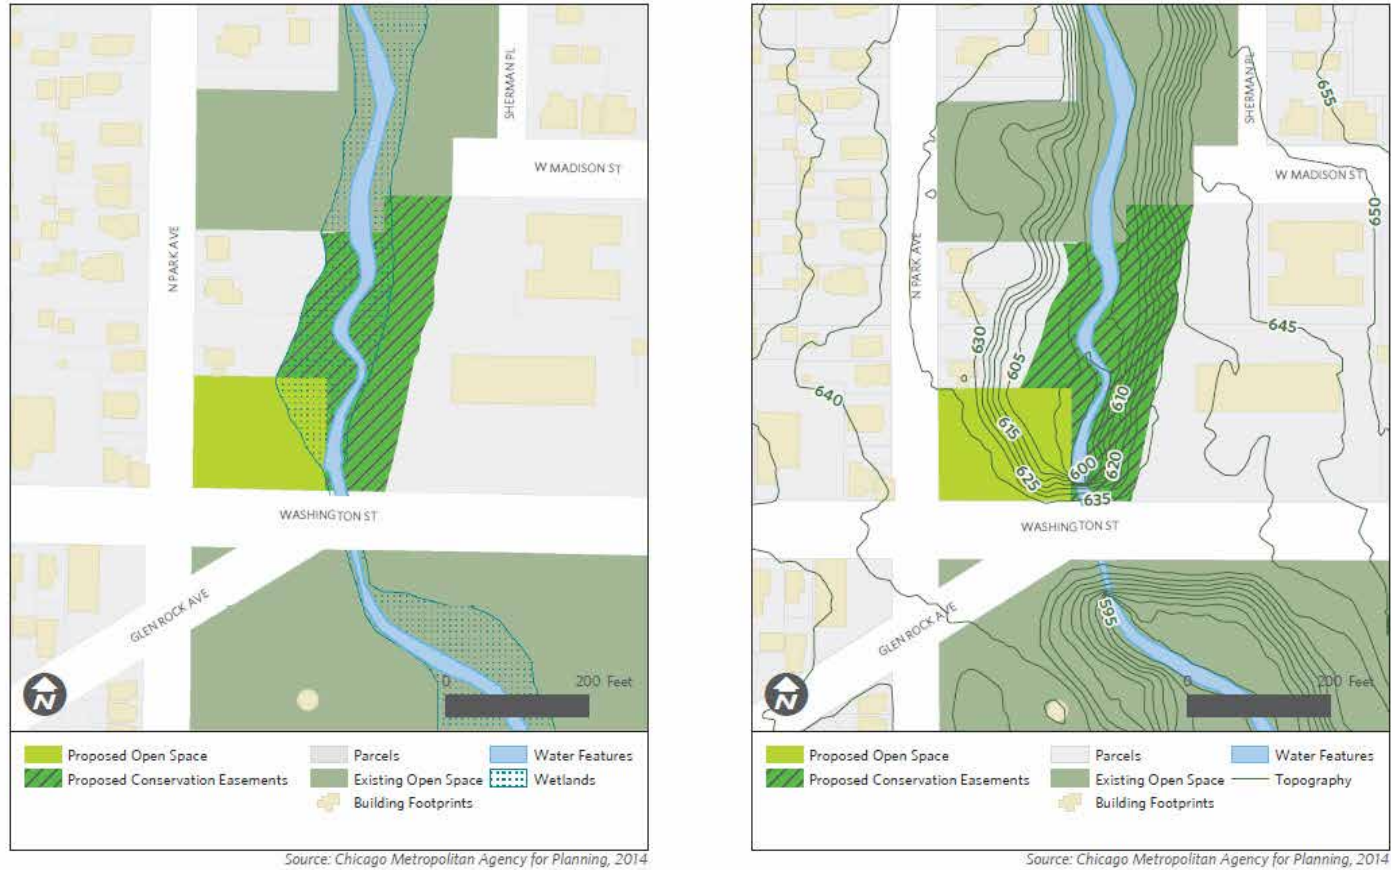 SHERMAN PL
W MADISON ST
N PARK AVE
WASHINGTON ST
GLEN ROCK AVE
N
0 200 Feet
Proposed Open Space
Proposed Conservation Easements
Parcels
Existing Open Space
Building Footprints
Water Features
Wetlands
Source: Chicago Metropolitan Agency for Planning, 2014
SHERMAN PL
655
W MADISON ST
650
N PARK AVE
645
630
605
640
610
615
620
600
625
635
WASHINGTON ST
595
GLEN ROCK AVE
N
0 200 Feet
Proposed Open Space
Proposed Conservation Easements
Parcels
Existing Open Space
Building Footprints
Water Features
Topography
Source: Chicago Metropolitan Agency for Planning, 2014